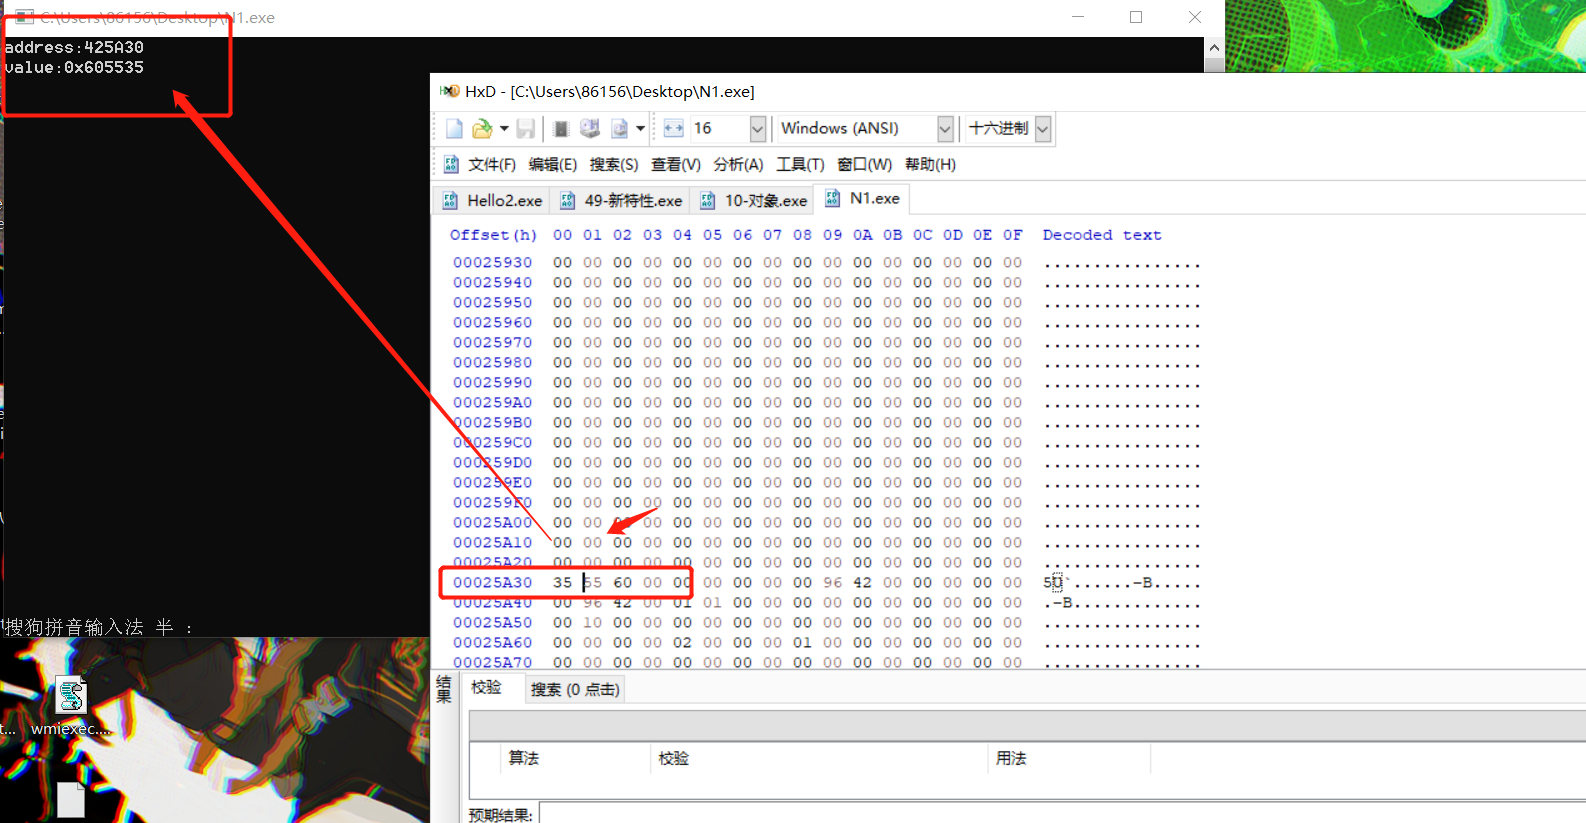 C:\Users\86156\Desktop\N1.exe
address:425A30
value:0x605535
HxD - [C:\Users\86156\Desktop\N1.exe]
16 Windows (ANSI) 十六进制
文件(F) 编辑(E) 搜索(S) 查看(V) 分析(A) 工具(T) 窗口(W) 帮助(H)
Hello2.exe 49-新特性.exe 10-对象.exe N1.exe
Offset(h) 00 01 02 03 04 05 06 07 08 09 0A 0B 0C 0D 0E 0F Decoded text
00025930 00 00 00 00 00 00 00 00 00 00 00 00 00 00 00 00 ................
00025940 00 00 00 00 00 00 00 00 00 00 00 00 00 00 00 00 ................
00025950 00 00 00 00 00 00 00 00 00 00 00 00 00 00 00 00 ................
00025960 00 00 00 00 00 00 00 00 00 00 00 00 00 00 00 00 ................
00025970 00 00 00 00 00 00 00 00 00 00 00 00 00 00 00 00 ................
00025980 00 00 00 00 00 00 00 00 00 00 00 00 00 00 00 00 ................
00025990 00 00 00 00 00 00 00 00 00 00 00 00 00 00 00 00 ................
000259A0 00 00 00 00 00 00 00 00 00 00 00 00 00 00 00 00 ................
000259B0 00 00 00 00 00 00 00 00 00 00 00 00 00 00 00 00 ................
000259C0 00 00 00 00 00 00 00 00 00 00 00 00 00 00 00 00 ................
000259D0 00 00 00 00 00 00 00 00 00 00 00 00 00 00 00 00 ................
000259E0 00 00 00 00 00 00 00 00 00 00 00 00 00 00 00 00 ................
000259F0 00 00 00 00 00 00 00 00 00 00 00 00 00 00 00 00 ................
00025A00 00 00 00 00 00 00 00 00 00 00 00 00 00 00 00 00 ................
00025A10 00 00 00 00 00 00 00 00 00 00 00 00 00 00 00 00 ................
00025A20 00 00 00 00 00 00 00 00 00 00 00 00 00 00 00 00 ................
00025A30 35 55 60 00 00 00 00 00 00 96 42 00 00 00 00 00 5U`......–B.....
00025A40 00 96 42 00 01 01 00 00 00 00 00 00 00 00 00 00 .–B.............
00025A50 00 10 00 00 00 00 00 00 00 00 00 00 00 00 00 00 ................
00025A60 00 00 00 00 02 00 00 00 01 00 00 00 00 00 00 00 ................
00025A70 00 00 00 00 00 00 00 00 00 00 00 00 00 00 00 00 ................
搜狗拼音输入法 半 :
结果
校验 搜索 (0 点击)
算法 校验 用法
预期结果:
wmiexec....